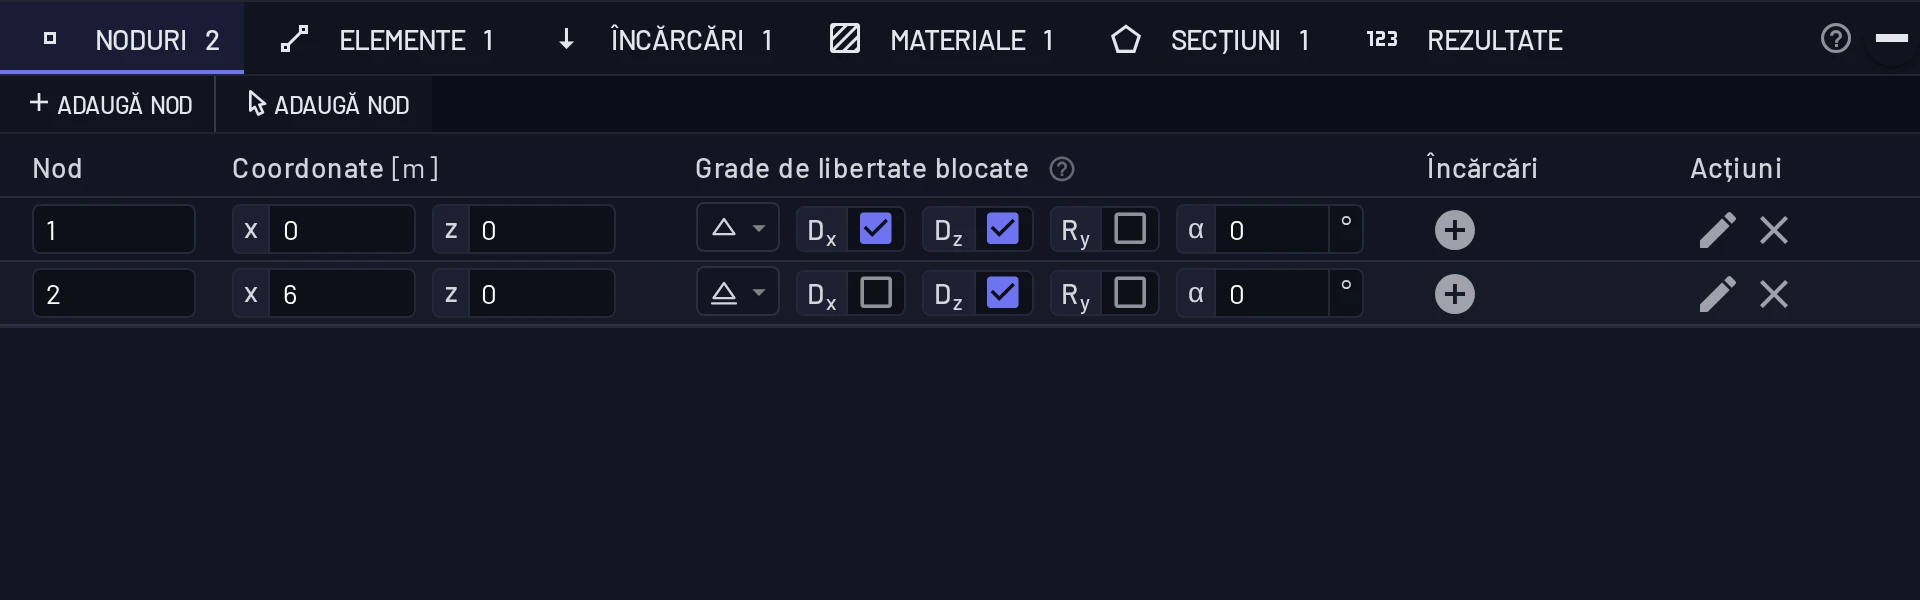 NODURI 2 ELEMENTE 1 ÎNCĂRCĂRI 1 MATERIALE 1 SECȚIUNI 1 123 REZULTATE ?
+ ADAUGĂ NOD ADAUGĂ NOD
Nod Coordonate [m] Grade de libertate blocate ? Încărcări Acțiuni
1 x 0 z 0 Dx Dz Ry α 0 °
2 x 6 z 0 Dx Dz Ry α 0 °